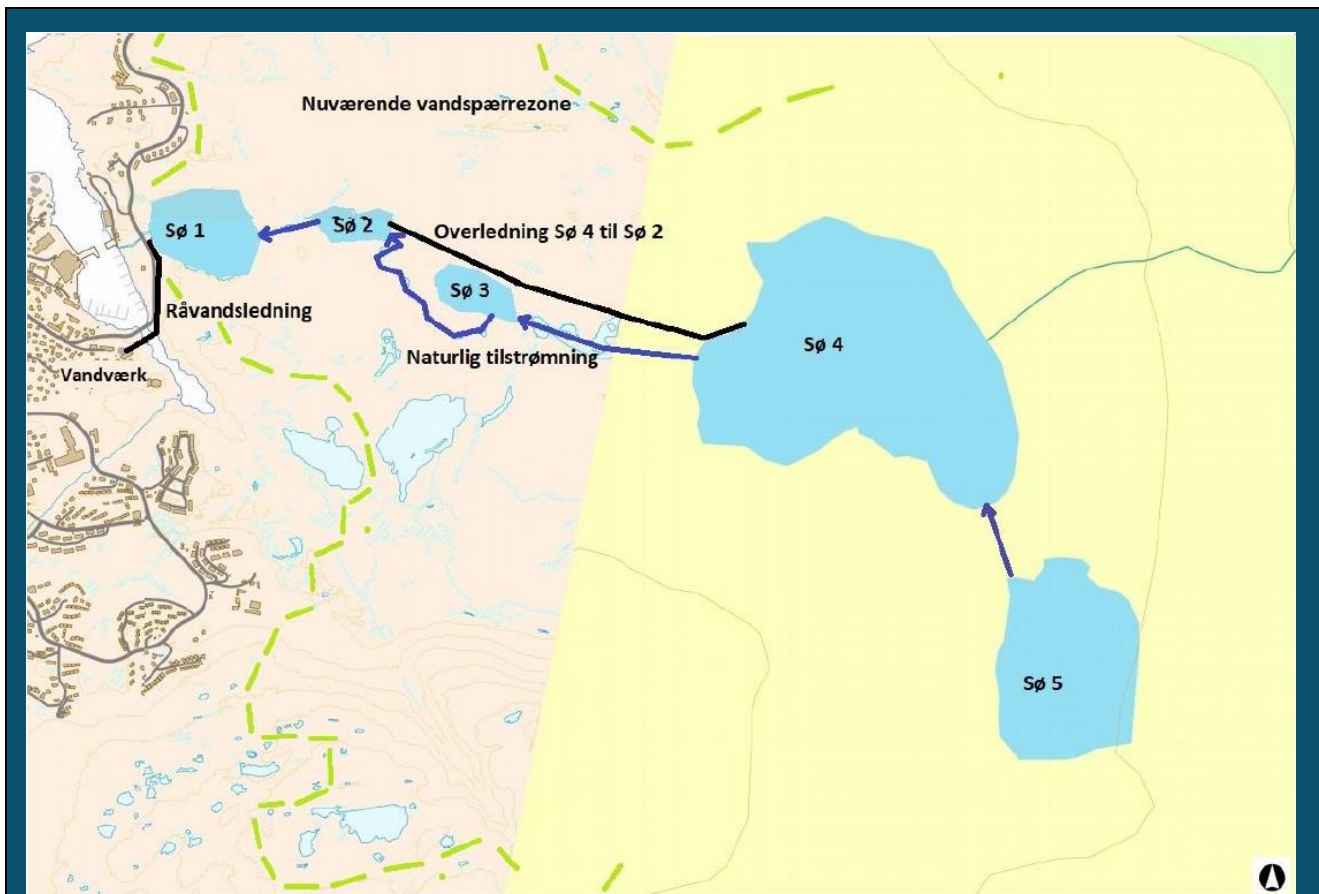 Nuværende vandspærrezone
Sø 1
Sø 2
Overledning Sø 4 til Sø 2
Sø 3
Råvandsledning
Sø 4
Naturlig tilstrømning
Vandværk
Sø 5